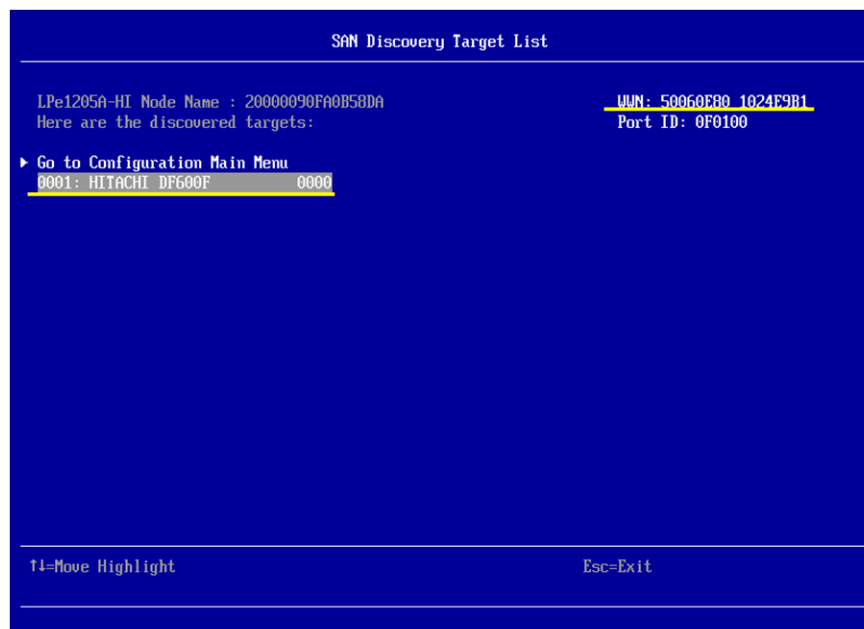 SAN Discovery Target List
LPe1205A-HI Node Name : 20000090FA0B58DA
WWN: 50060E80 1024E9B1
Here are the discovered targets:
Port ID: 0F0100
Go to Configuration Main Menu
0001: HITACHI DF600F 0000
↑↓=Move Highlight
Esc=Exit